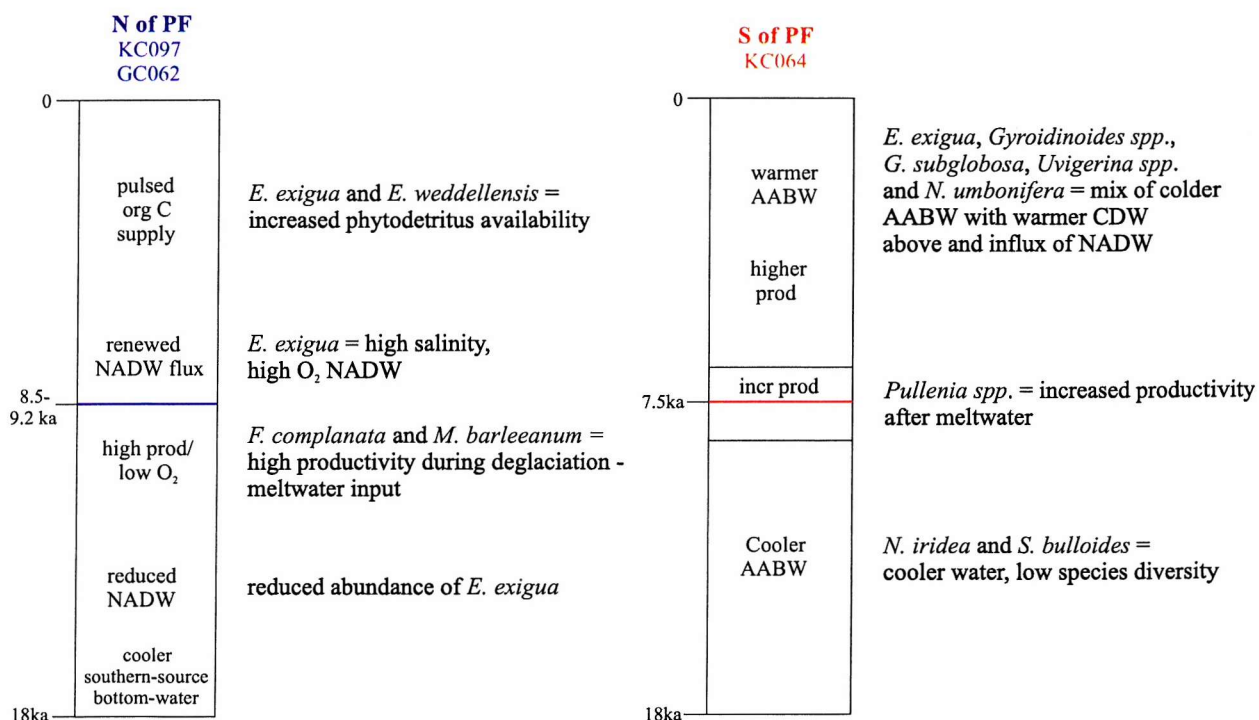 N of PF
KC097
GC062
0
pulsed
org C
supply
E. exigua and E. weddellensis =
increased phytodetritus availability
renewed
NADW flux
E. exigua = high salinity,
high O₂ NADW
8.5-
9.2 ka
high prod/
low O₂
F. complanata and M. barleeanum =
high productivity during deglaciation -
meltwater input
reduced
NADW
reduced abundance of E. exigua
cooler
southern-source
bottom-water
18ka
S of PF
KC064
0
warmer
AABW
higher
prod
E. exigua, Gyroidinoides spp.,
G. subglobosa, Uvigerina spp.
and N. umbonifera = mix of colder
AABW with warmer CDW
above and influx of NADW
incr prod
7.5ka
Pullenia spp. = increased productivity
after meltwater
Cooler
AABW
N. iridea and S. bulloides =
cooler water, low species diversity
18ka